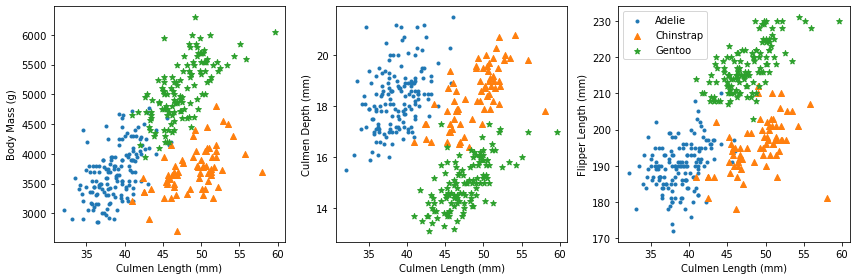 Body Mass (g)
6000
5500
5000
4500
4000
3500
3000
35 40 45 50 55 60
Culmen Length (mm)
Culmen Depth (mm)
20
18
16
14
35 40 45 50 55 60
Culmen Length (mm)
Flipper Length (mm)
230
220
210
200
190
180
170
35 40 45 50 55 60
Culmen Length (mm)
Adelie
Chinstrap
Gentoo